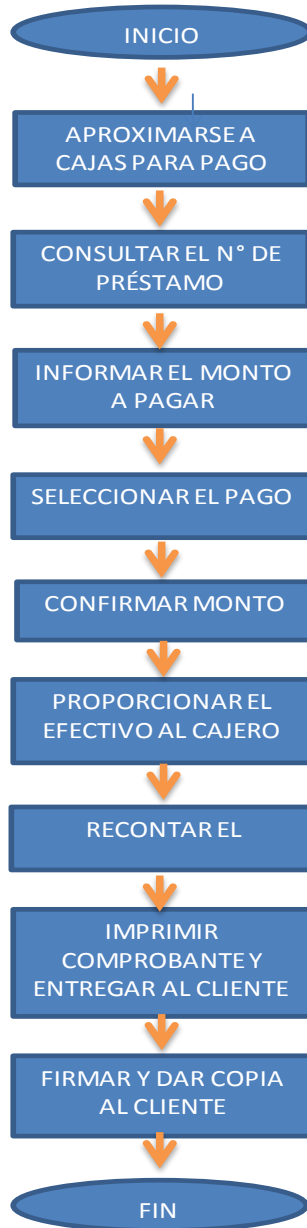 INICIO
APROXIMARSE A
CAJAS PARA PAGO
CONSULTAR EL N° DE
PRÉSTAMO
INFORMAR EL MONTO
A PAGAR
SELECCIONAR EL PAGO
CONFIRMAR MONTO
PROPORCIONAR EL
EFECTIVO AL CAJERO
RECONTAR EL
IMPRIMIR
COMPROBANTE Y
ENTREGAR AL CLIENTE
FIRMAR Y DAR COPIA
AL CLIENTE
FIN